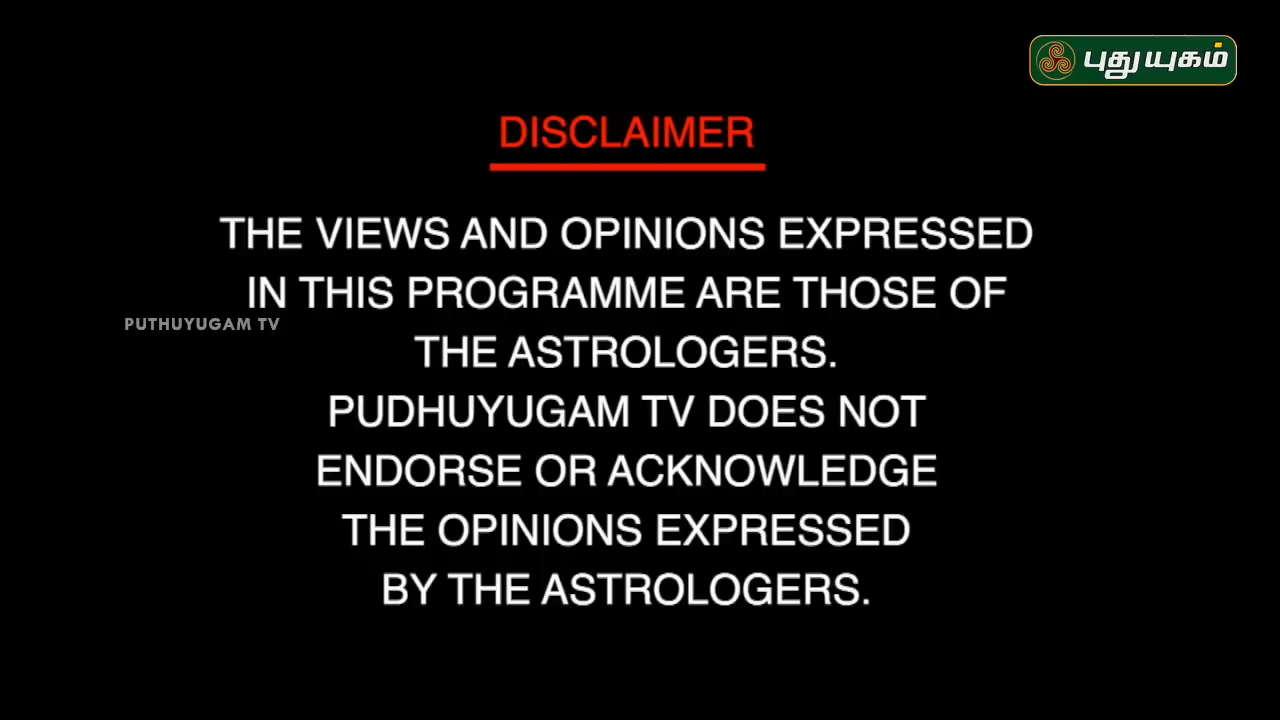 புதுயுகம்
DISCLAIMER
THE VIEWS AND OPINIONS EXPRESSED
IN THIS PROGRAMME ARE THOSE OF
PUTHUYUGAM TV
THE ASTROLOGERS.
PUDHUYUGAM TV DOES NOT
ENDORSE OR ACKNOWLEDGE
THE OPINIONS EXPRESSED
BY THE ASTROLOGERS.